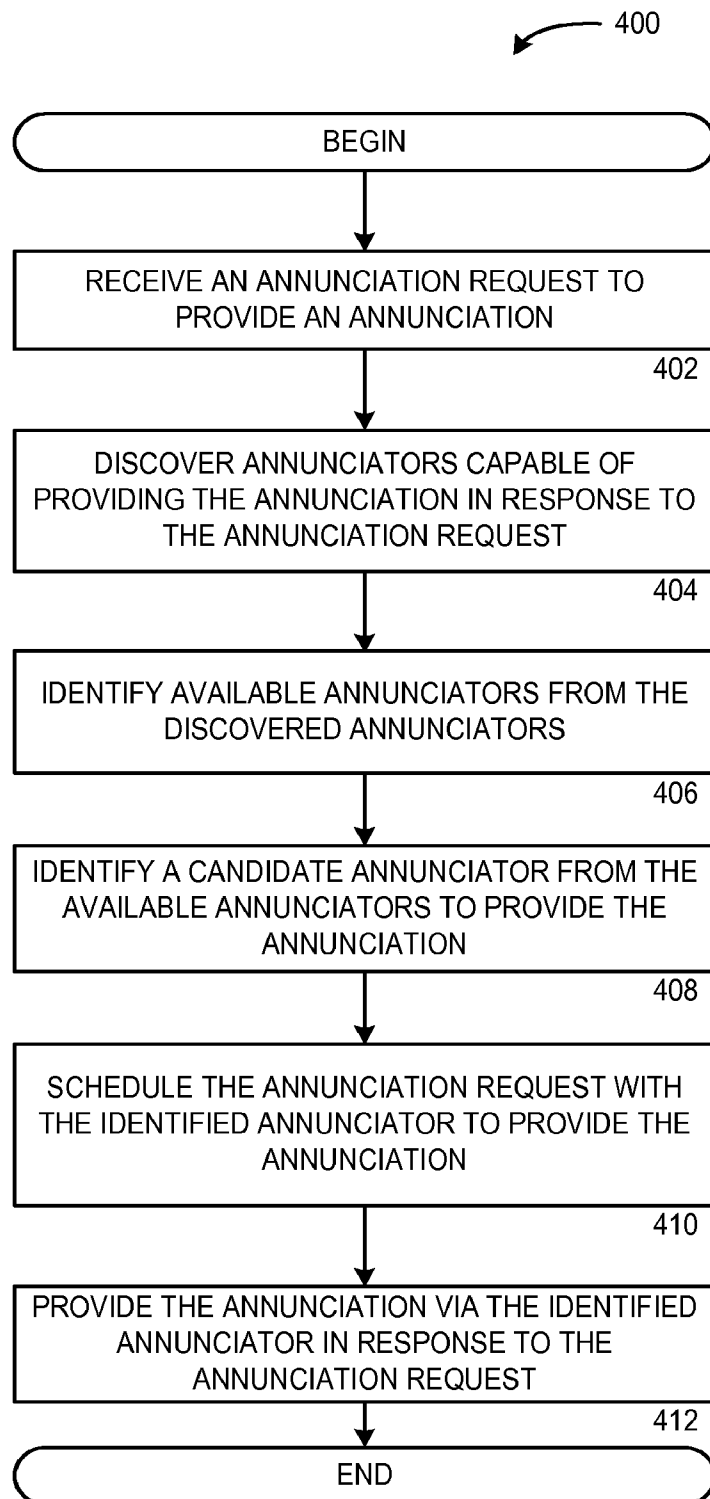 400
BEGIN
RECEIVE AN ANNUNCIATION REQUEST TO
PROVIDE AN ANNUNCIATION
402
DISCOVER ANNUNCIATORS CAPABLE OF
PROVIDING THE ANNUNCIATION IN RESPONSE TO
THE ANNUNCIATION REQUEST
404
IDENTIFY AVAILABLE ANNUNCIATORS FROM THE
DISCOVERED ANNUNCIATORS
406
IDENTIFY A CANDIDATE ANNUNCIATOR FROM THE
AVAILABLE ANNUNCIATORS TO PROVIDE THE
ANNUNCIATION
408
SCHEDULE THE ANNUNCIATION REQUEST WITH
THE IDENTIFIED ANNUNCIATOR TO PROVIDE THE
ANNUNCIATION
410
PROVIDE THE ANNUNCIATION VIA THE IDENTIFIED
ANNUNCIATOR IN RESPONSE TO THE
ANNUNCIATION REQUEST
412
END